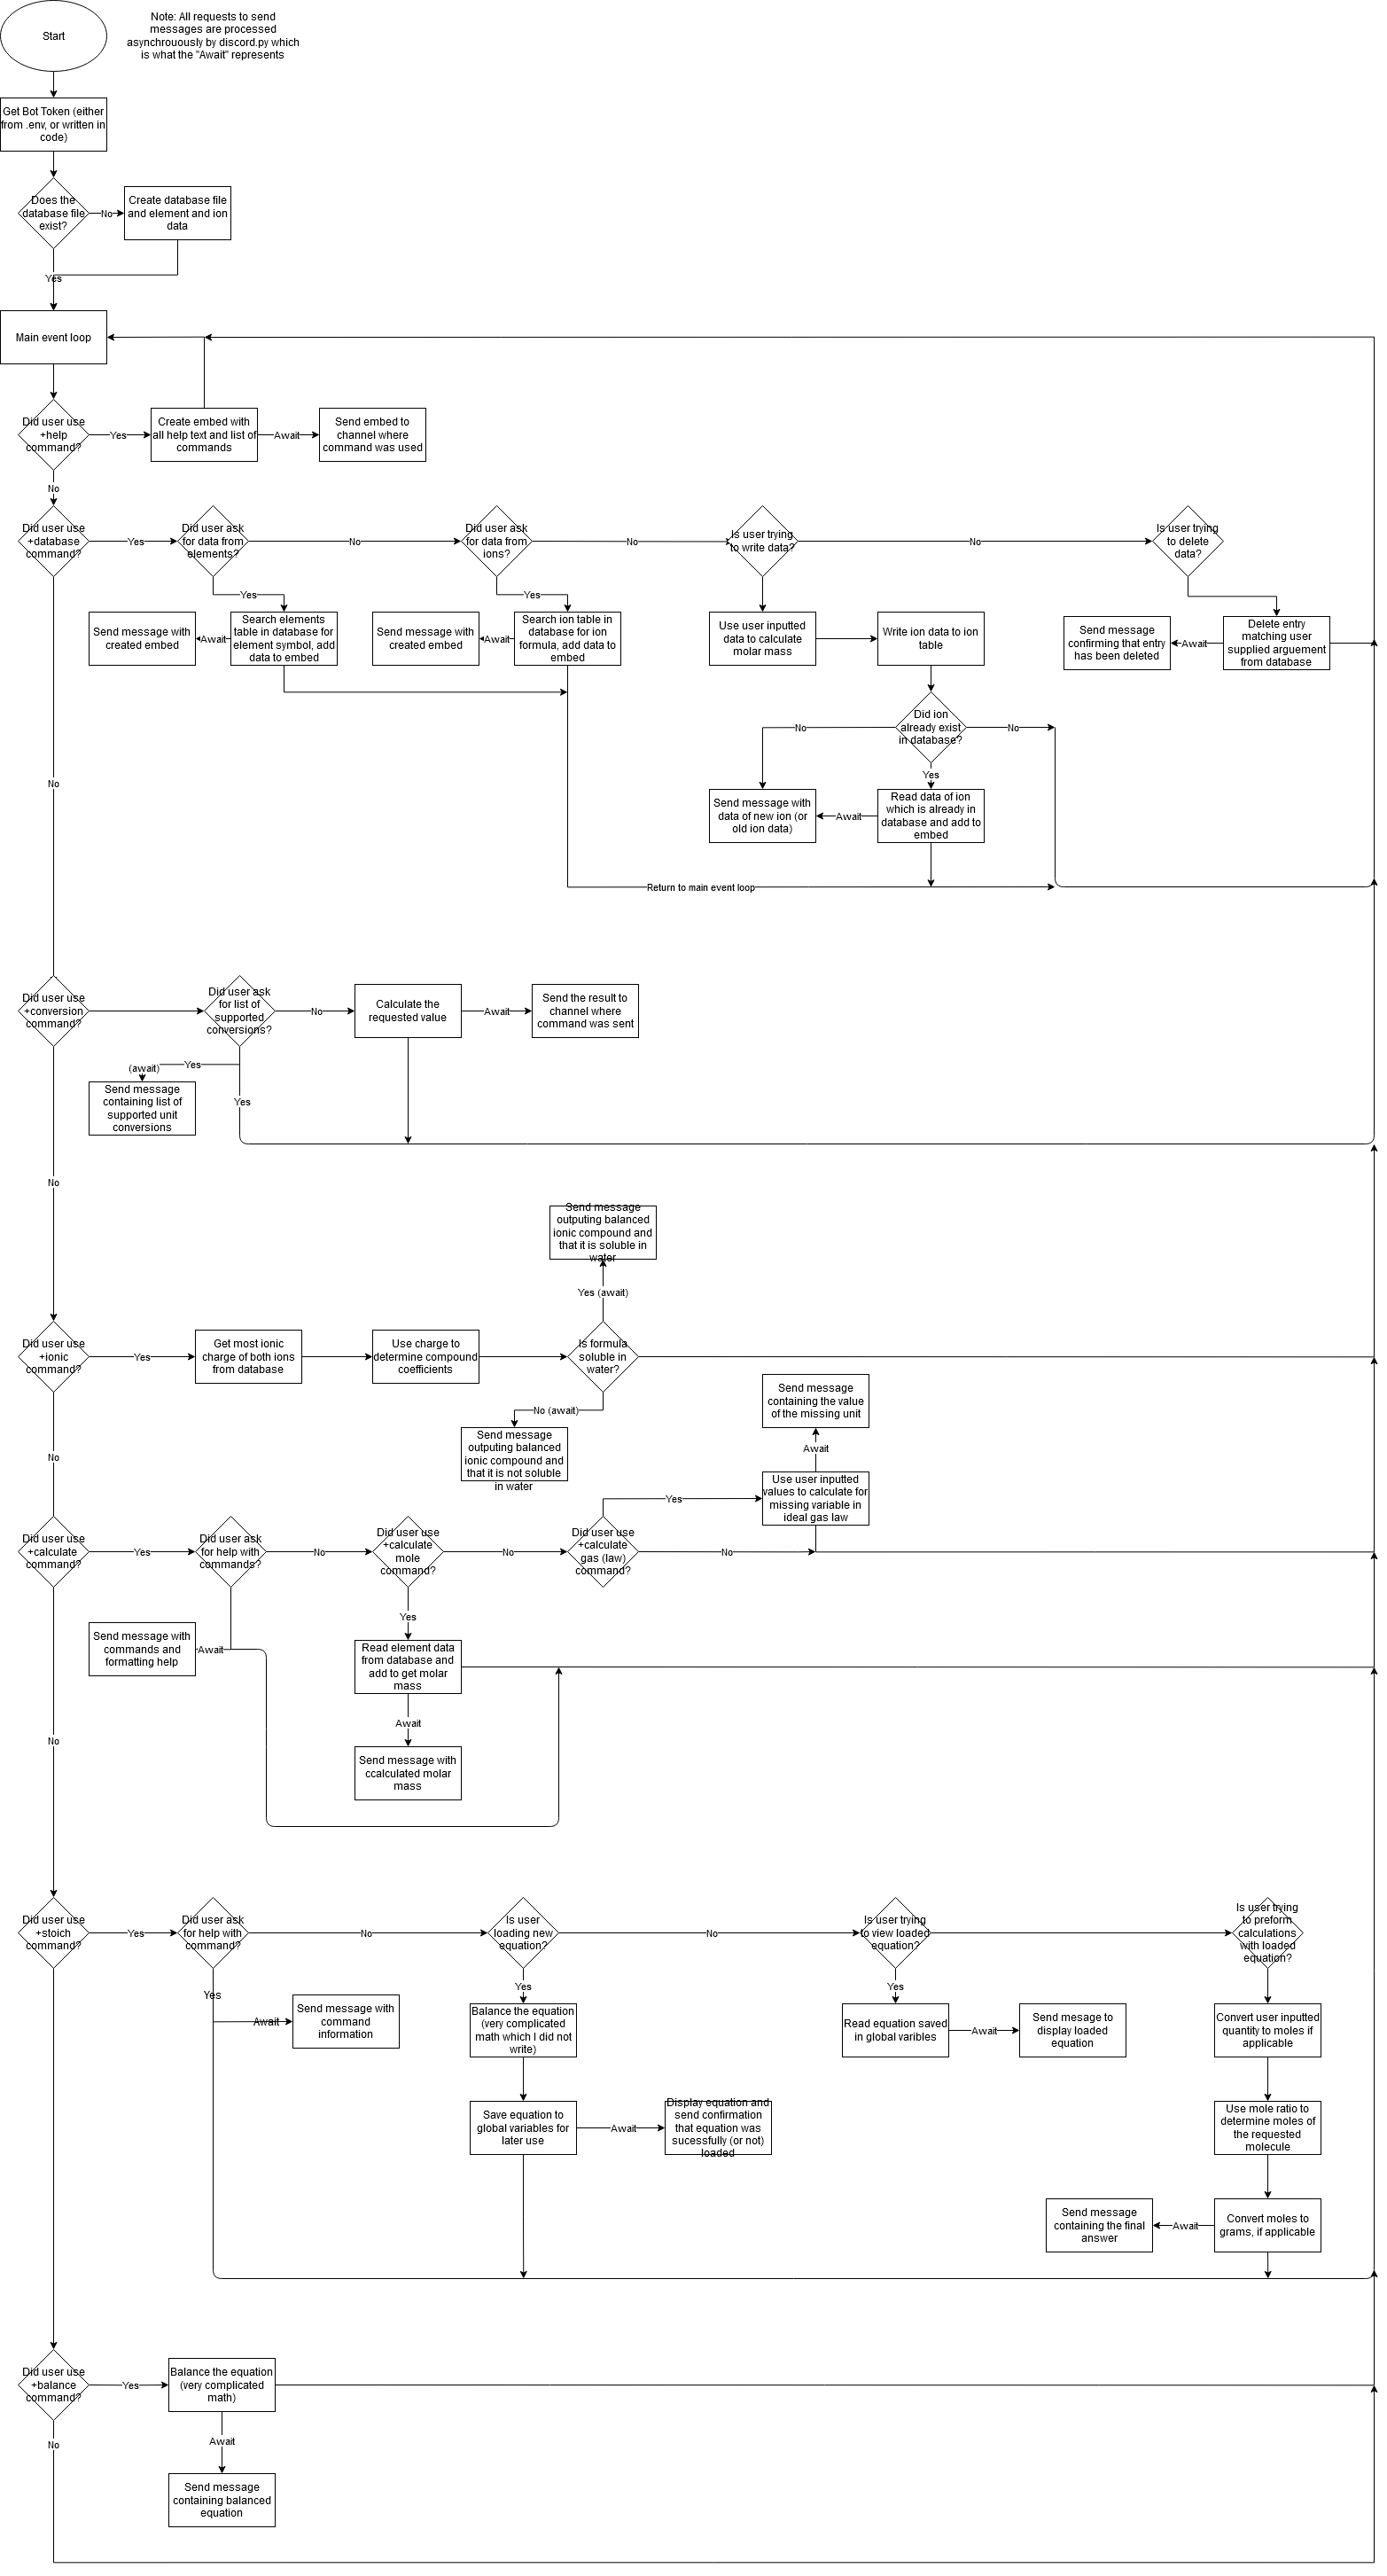 Start
Note: All requests to send
messages are processed
asynchrouously by discord.py which
is what the "Await" represents
Get Bot Token (either
from .env, or written in
code)
Does the
database file
exist?
No
Create database file
and element and ion
data
Yes
Main event loop
Did user use
+help
command?
Yes
Create embed with
all help text and list of
commands
Await
Send embed to
channel where
command was used
No
Did user use
+database
command?
Yes
Did user ask
for data from
elements?
No
Did user ask
for data from
ions?
No
Is user trying
to write data?
No
Is user trying
to delete
data?
Yes
Yes
Send message with
created embed
Await
Search elements
table in database for
element symbol, add
data to embed
Send message with
created embed
Await
Search ion table in
database for ion
formula, add data to
embed
Use user inputted
data to calculate
molar mass
Write ion data to ion
table
Send message
confirming that entry
has been deleted
Await
Delete entry
matching user
supplied arguement
from database
No
Did ion
already exist
in database?
No
No
Yes
Send message with
data of new ion (or
old ion data)
Await
Read data of ion
which is already in
database and add to
embed
Return to main event loop
Did user use
+conversion
command?
Did user ask
for list of
supported
conversions?
No
Calculate the
requested value
Await
Send the result to
channel where
command was sent
(await)
Yes
Yes
Send message
containing list of
supported unit
conversions
No
Send message
outputing balanced
ionic compound and
that it is soluble in
water
Yes (await)
Did user use
+ionic
command?
Yes
Get most ionic
charge of both ions
from database
Use charge to
determine compound
coefficients
Is formula
soluble in
water?
No (await)
Send message
outputing balanced
ionic compound and
that it is not soluble
in water
Send message
containing the value
of the missing unit
Await
No
Yes
Use user inputted
values to calculate for
missing variable in
ideal gas law
Did user use
+calculate
command?
Yes
Did user ask
for help with
commands?
No
Did user use
+calculate
mole
command?
No
Did user use
+calculate
gas (law)
command?
No
Yes
Send message with
commands and
formatting help
Await
Read element data
from database and
add to get molar
mass
Await
No
Send message with
ccalculated molar
mass
Did user use
+stoich
command?
Yes
Did user ask
for help with
command?
No
Is user
loading new
equation?
No
Is user trying
to view loaded
equation?
Is user trying
to preform
calculations
with loaded
equation?
Yes
Yes
Yes
Await
Send message with
command
information
Balance the equation
(very complicated
math which I did not
write)
Read equation saved
in global varibles
Await
Send mesage to
display loaded
equation
Convert user inputted
quantity to moles if
applicable
Save equation to
global variables for
later use
Await
Display equation and
send confirmation
that equation was
sucessfully (or not)
loaded
Use mole ratio to
determine moles of
the requested
molecule
Send message
containing the final
answer
Await
Convert moles to
grams, if applicable
Did user use
+balance
command?
Yes
Balance the equation
(very complicated
math)
No
Await
Send message
containing balanced
equation